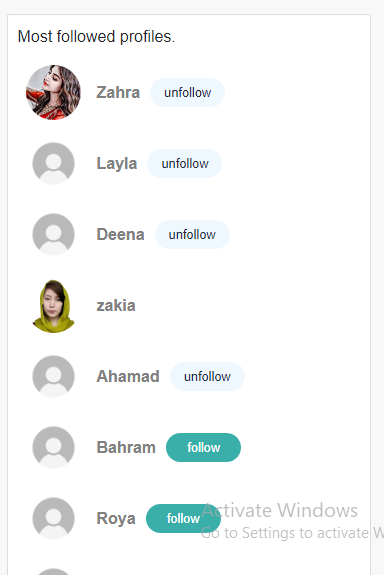 Most followed profiles.
Zahra unfollow
Layla unfollow
Deena unfollow
zakia
Ahamad unfollow
Bahram follow
Roya follow
Activate Windows
Go to Settings to activate W